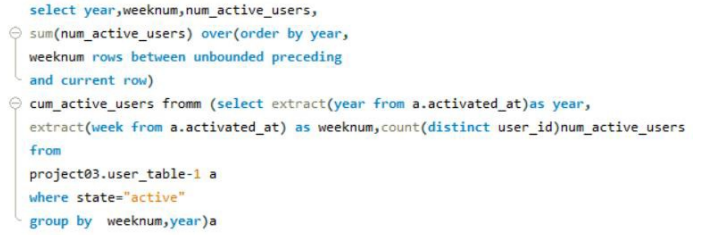 select year,weeknum,num_active_users,
sum(num_active_users) over(order by year,
weeknum rows between unbounded preceding
and current row)
cum_active_users fromm (select extract(year from a.activated_at)as year,
extract(week from a.activated_at) as weeknum,count(distinct user_id)num_active_users
from
project03.user_table-1 a
where state="active"
group by  weeknum,year)a